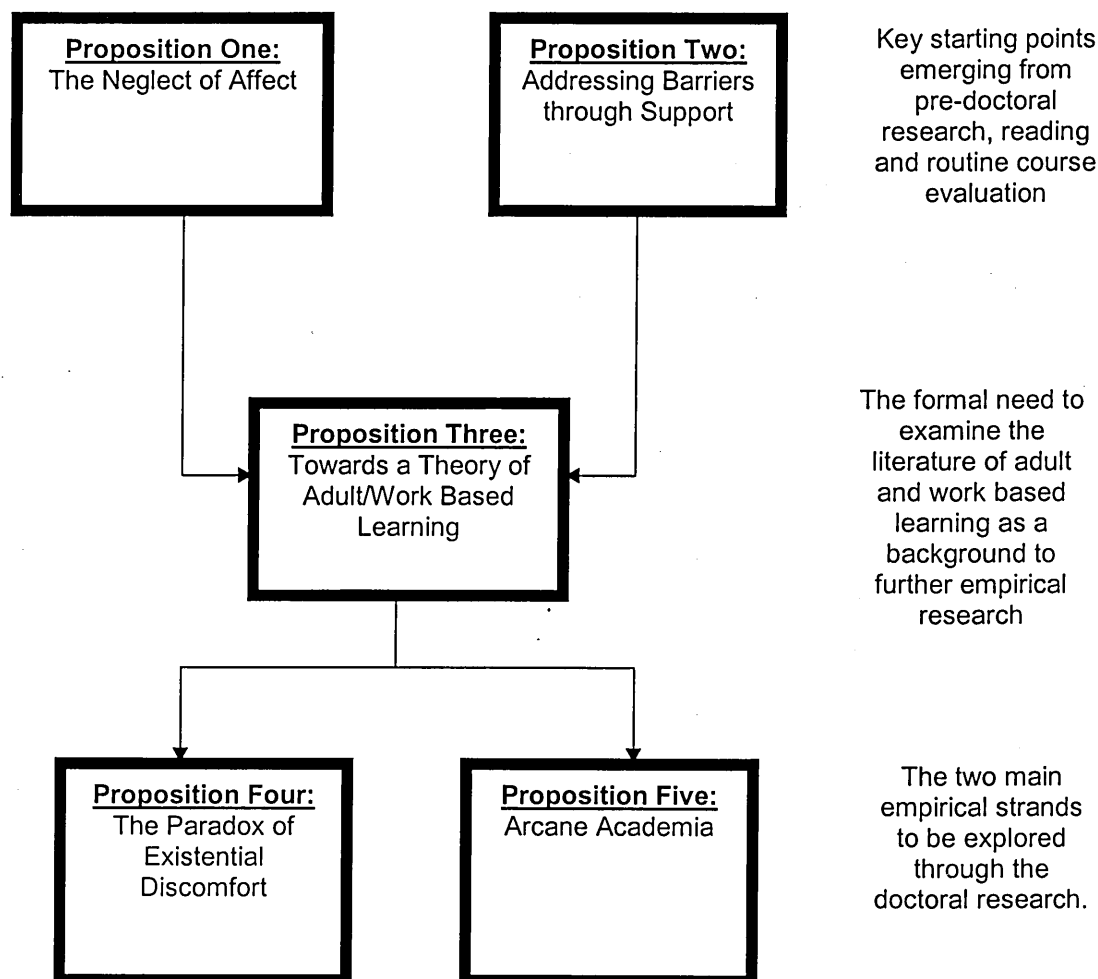 Proposition One:
The Neglect of Affect
Proposition Two:
Addressing Barriers
through Support
Key starting points
emerging from
pre-doctoral
research, reading
and routine course
evaluation
Proposition Three:
Towards a Theory of
Adult/Work Based
Learning
The formal need to
examine the
literature of adult
and work based
learning as a
background to
further empirical
research
Proposition Four:
The Paradox of
Existential
Discomfort
Proposition Five:
Arcane Academia
The two main
empirical strands
to be explored
through the
doctoral research.